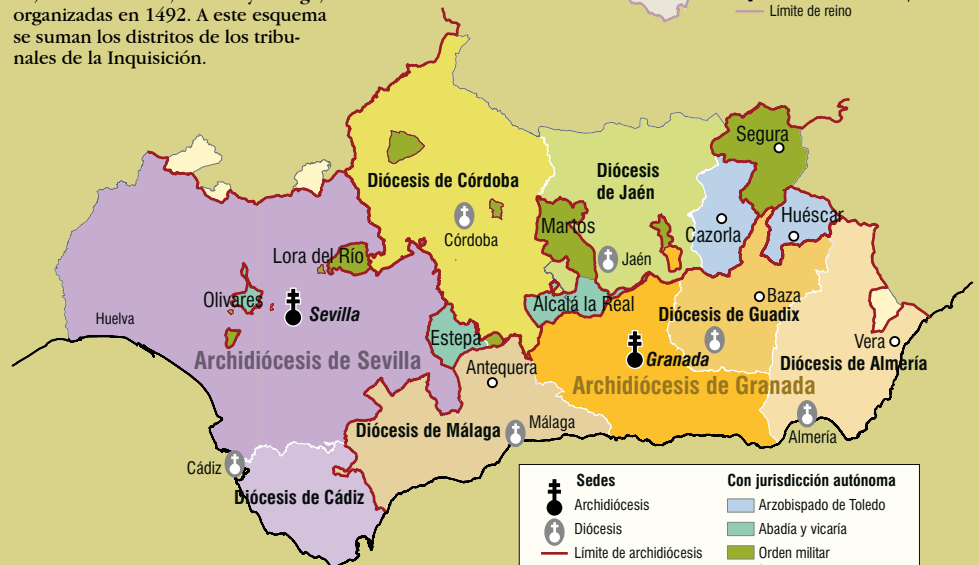 organizadas en 1492. A este esquema
se suman los distritos de los tribu-
nales de la Inquisición.
Límite de reino
Segura
Diócesis de Córdoba
Diócesis
de Jaén
Córdoba
Martos
Cazorla
Huéscar
Lora del Río
Jaén
Olivares
Sevilla
Huelva
Alcalá la Real
Baza
Diócesis de Guadix
Estepa
Vera
Archidiócesis de Sevilla
Antequera
Granada
Diócesis de Almería
Archidiócesis de Granada
Diócesis de Málaga
Málaga
Almería
Cádiz
Diócesis de Cádiz
Sedes
Archidiócesis
Diócesis
Límite de archidiócesis
Con jurisdicción autónoma
Arzobispado de Toledo
Abadía y vicaría
Orden militar